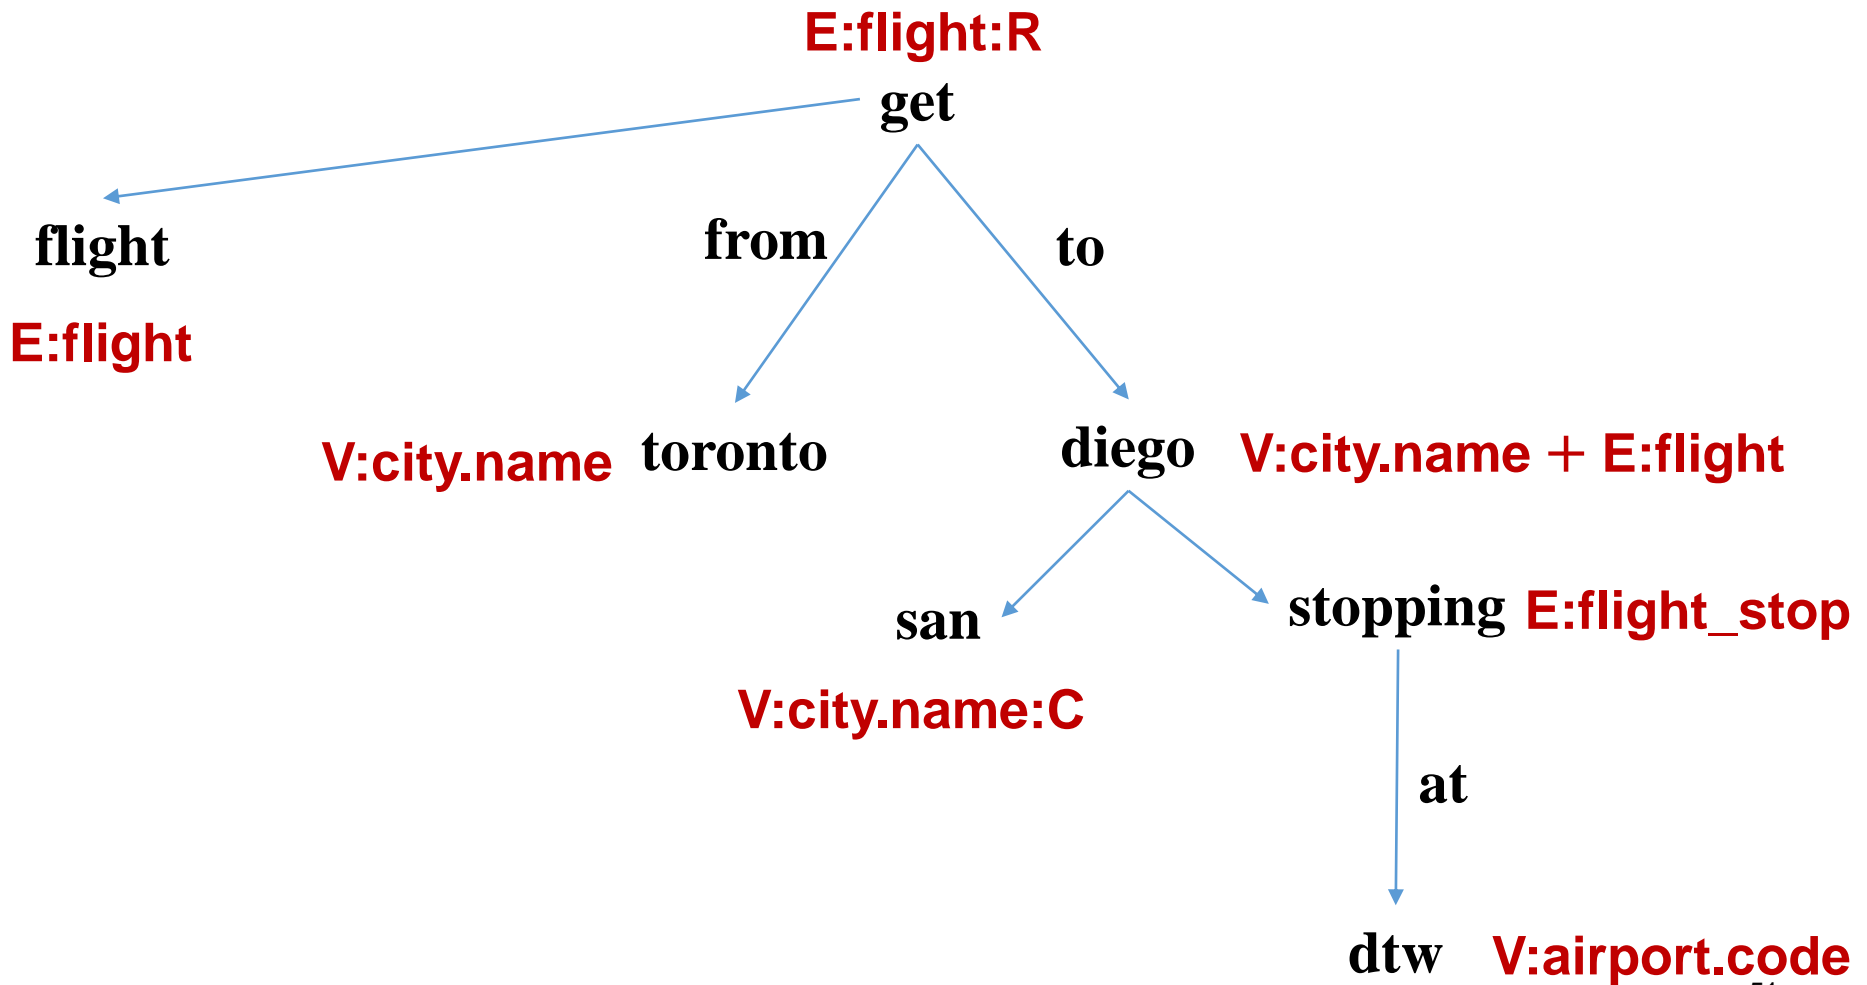 E:flight:R
get
flight
from
to
E:flight
V:city.name toronto
diego V:city.name + E:flight
san
stopping E:flight_stop
V:city.name:C
at
dtw V:airport.code